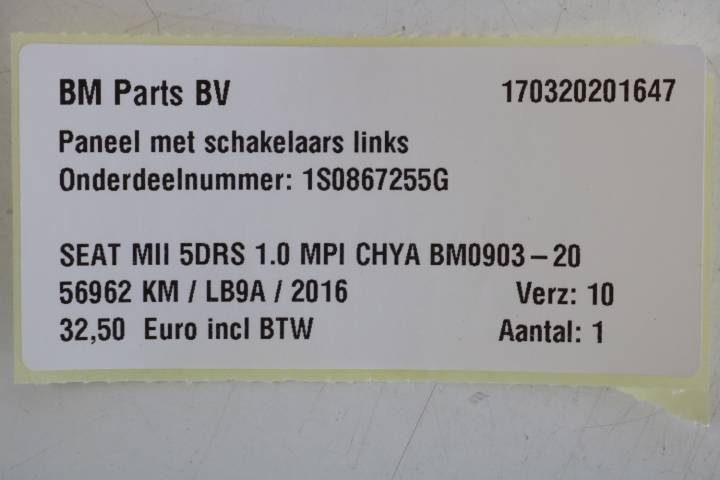 BM Parts BV 170320201647
Paneel met schakelaars links
Onderdeelnummer: 1S0867255G
SEAT MII 5DRS 1.0 MPI CHYA BM0903-20
56962 KM / LB9A / 2016 Verz: 10
32,50 Euro incl BTW Aantal: 1